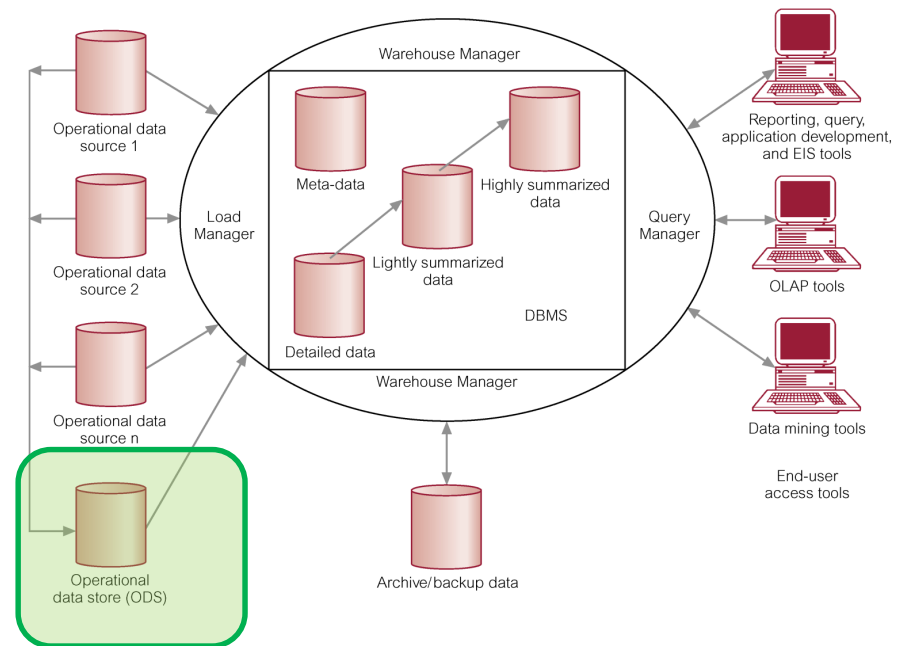 Warehouse Manager
Operational data
source 1
Meta-data
Highly summarized
data
Reporting, query,
application development,
and EIS tools
Load
Manager
Query
Manager
Operational data
source 2
Lightly summarized
data
OLAP tools
DBMS
Detailed data
Warehouse Manager
Operational data
source n
Data mining tools
End-user
access tools
Operational
data store (ODS)
Archive/backup data